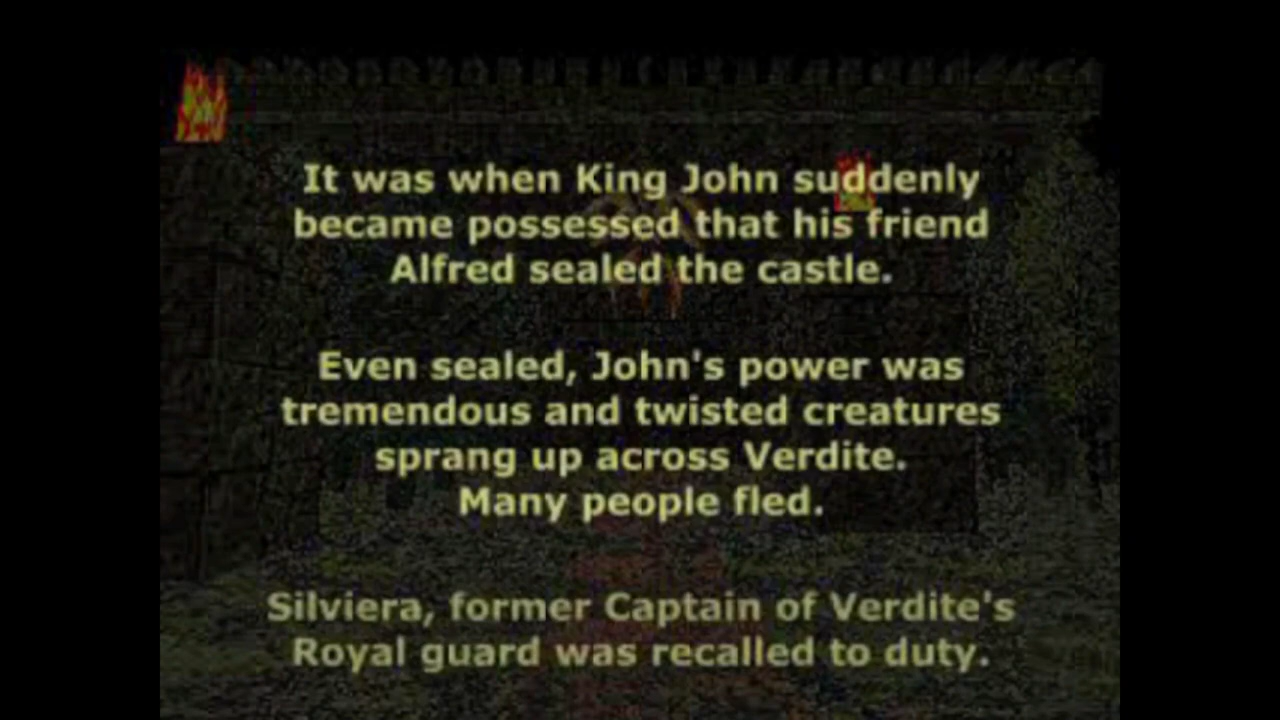 It was when King John suddenly
became possessed that his friend
Alfred sealed the castle.
Even sealed, John's power was
tremendous and twisted creatures
sprang up across Verdite.
Many people fled.
Silviera, former Captain of Verdite's
Royal guard was recalled to duty.